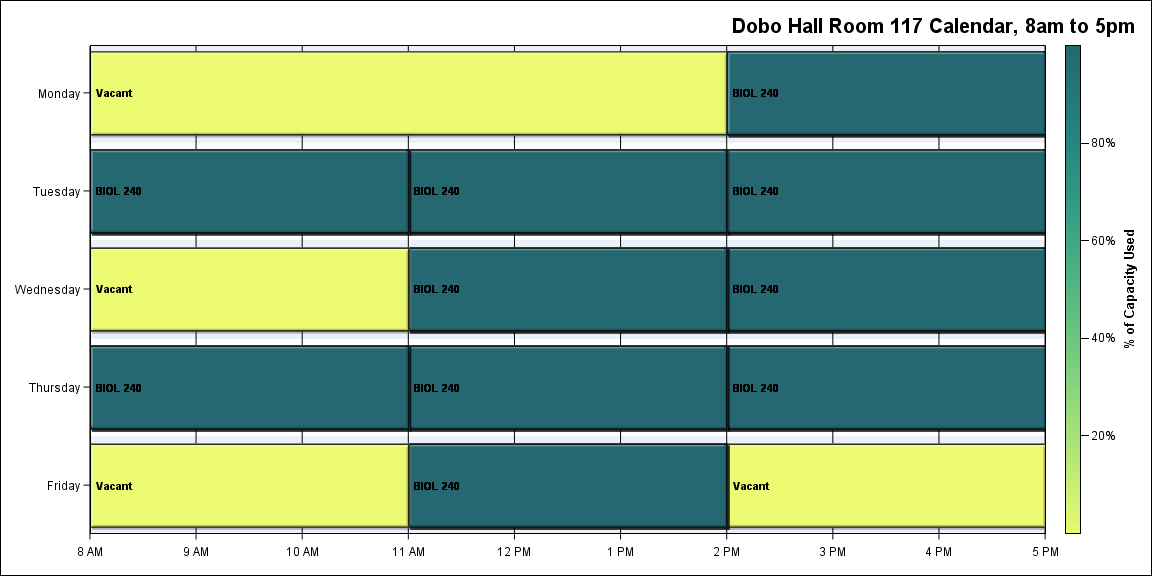 Dobo Hall Room 117 Calendar, 8am to 5pm
Monday
Vacant
BIOL 240
Tuesday
BIOL 240
BIOL 240
BIOL 240
Wednesday
Vacant
BIOL 240
BIOL 240
Thursday
BIOL 240
BIOL 240
BIOL 240
Friday
Vacant
BIOL 240
Vacant
8 AM
9 AM
10 AM
11 AM
12 PM
1 PM
2 PM
3 PM
4 PM
5 PM
80%
60%
40%
20%
% of Capacity Used